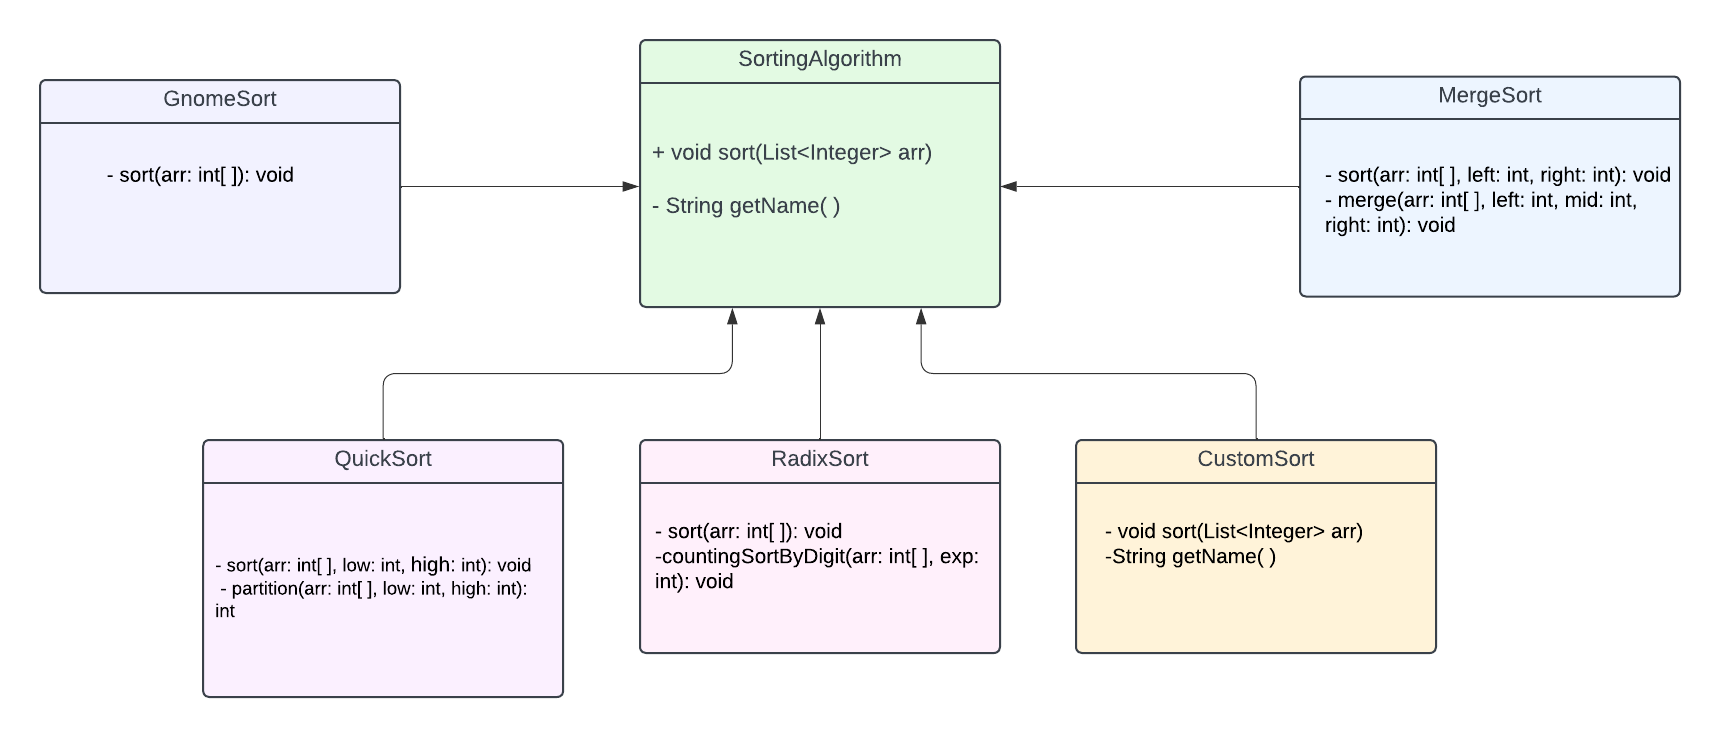 SortingAlgorithm
+ void sort(List<Integer> arr)
- String getName( )
GnomeSort
- sort(arr: int[ ]): void
MergeSort
- sort(arr: int[ ], left: int, right: int): void
- merge(arr: int[ ], left: int, mid: int,
right: int): void
QuickSort
- sort(arr: int[ ], low: int, high: int): void
- partition(arr: int[ ], low: int, high: int):
int
RadixSort
- sort(arr: int[ ]): void
-countingSortByDigit(arr: int[ ], exp:
int): void
CustomSort
- void sort(List<Integer> arr)
-String getName( )